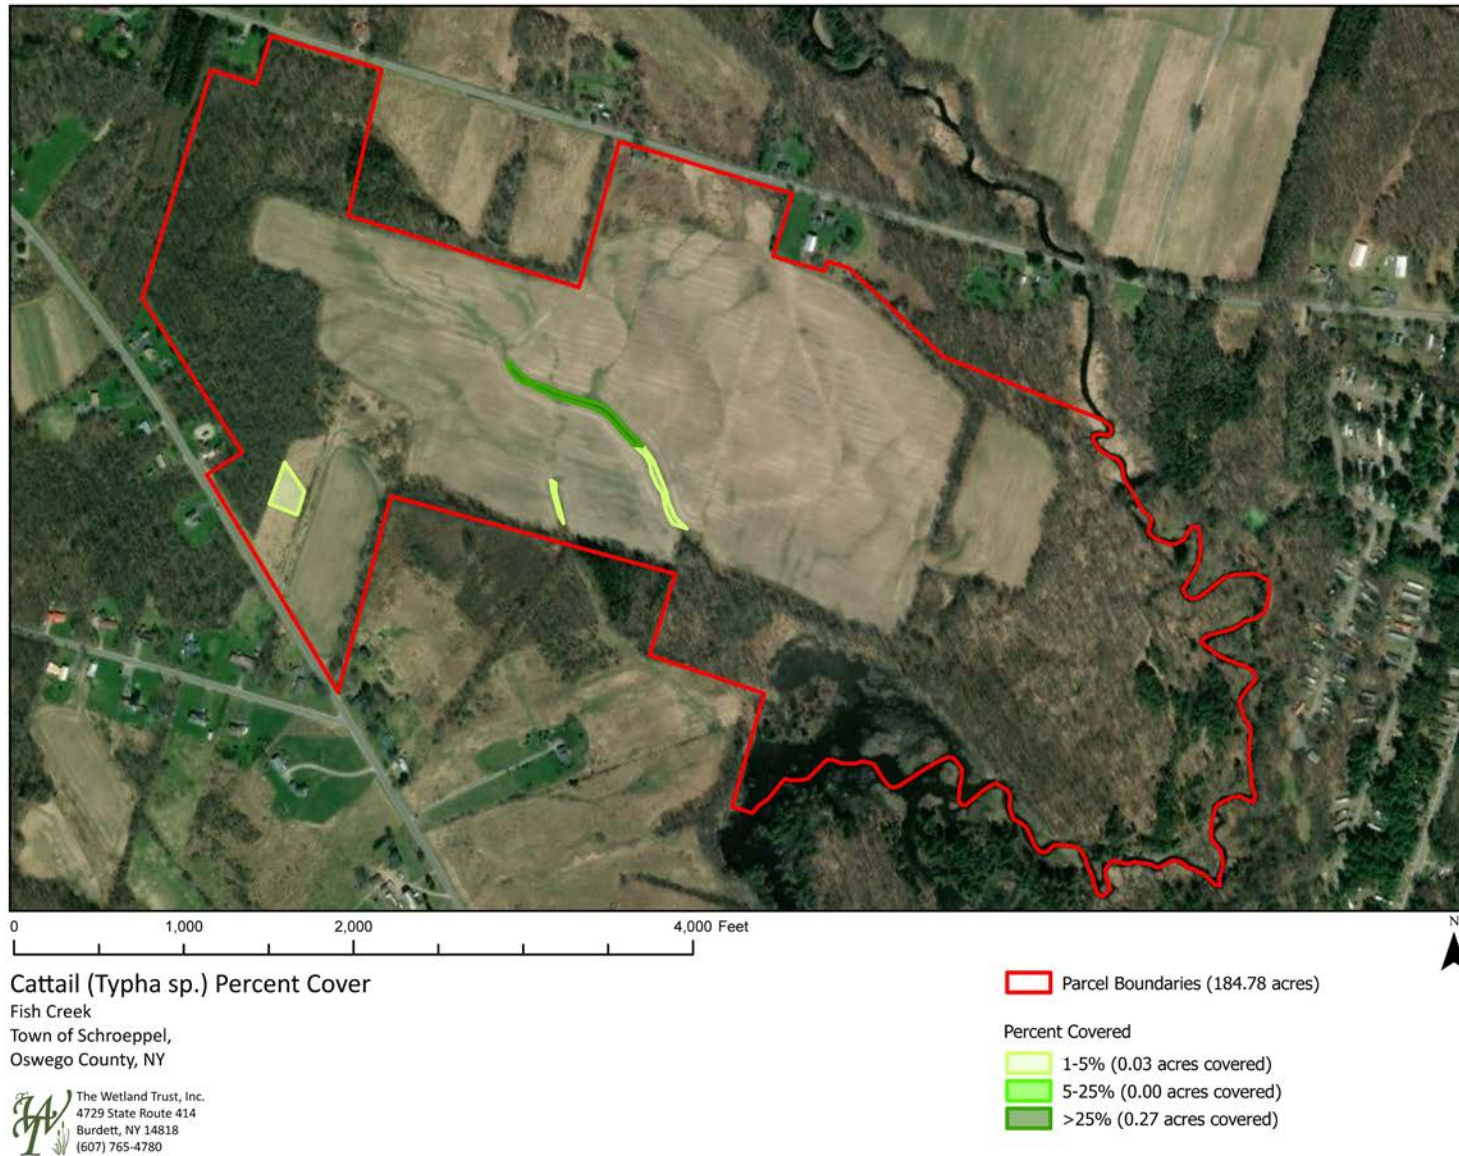 0 1,000 2,000 4,000 Feet
N
Cattail (Typha sp.) Percent Cover
Fish Creek
Town of Schroeppel,
Oswego County, NY
The Wetland Trust, Inc.
4729 State Route 414
Burdett, NY 14818
(607) 765-4780
Parcel Boundaries (184.78 acres)
Percent Covered
1-5% (0.03 acres covered)
5-25% (0.00 acres covered)
>25% (0.27 acres covered)